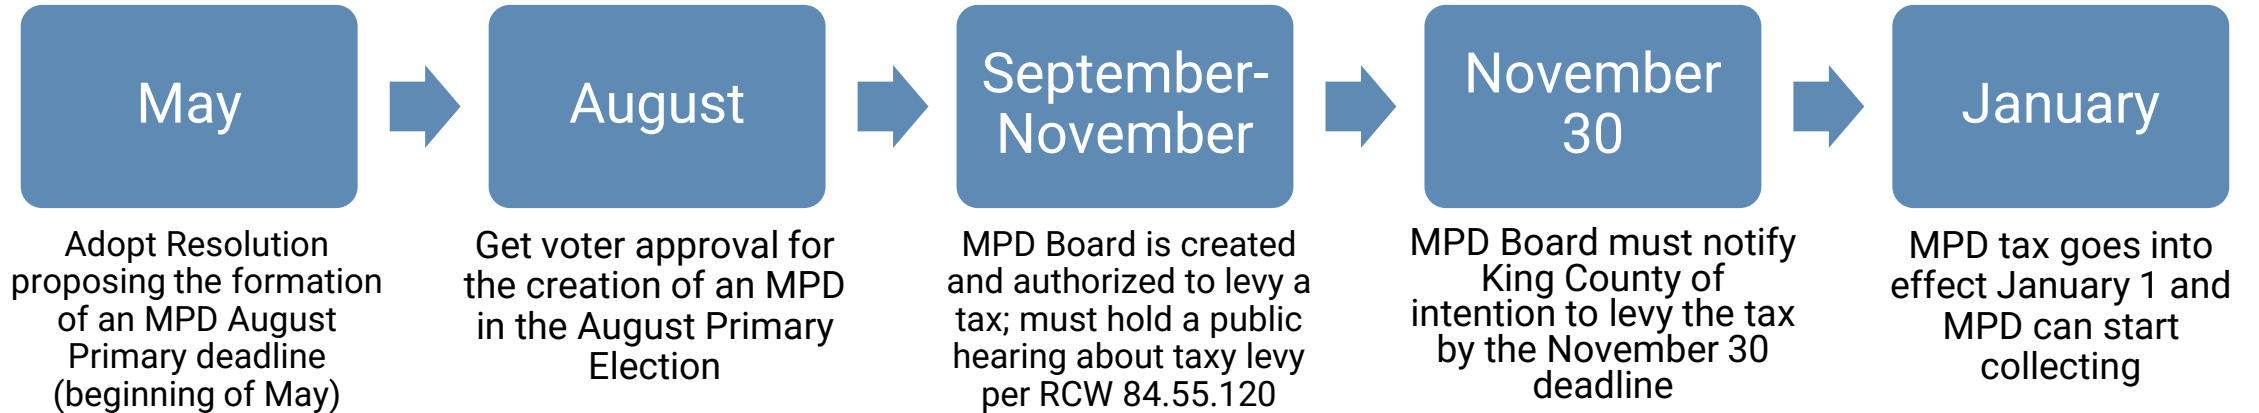 May
Adopt Resolution
proposing the formation
of an MPD August
Primary deadline
(beginning of May)
August
Get voter approval for
the creation of an MPD
in the August Primary
Election
September-
November
MPD Board is created
and authorized to levy a
tax; must hold a public
hearing about taxy levy
per RCW 84.55.120
November
30
MPD Board must notify
King County of
intention to levy the tax
by the November 30
deadline
January
MPD tax goes into
effect January 1 and
MPD can start
collecting